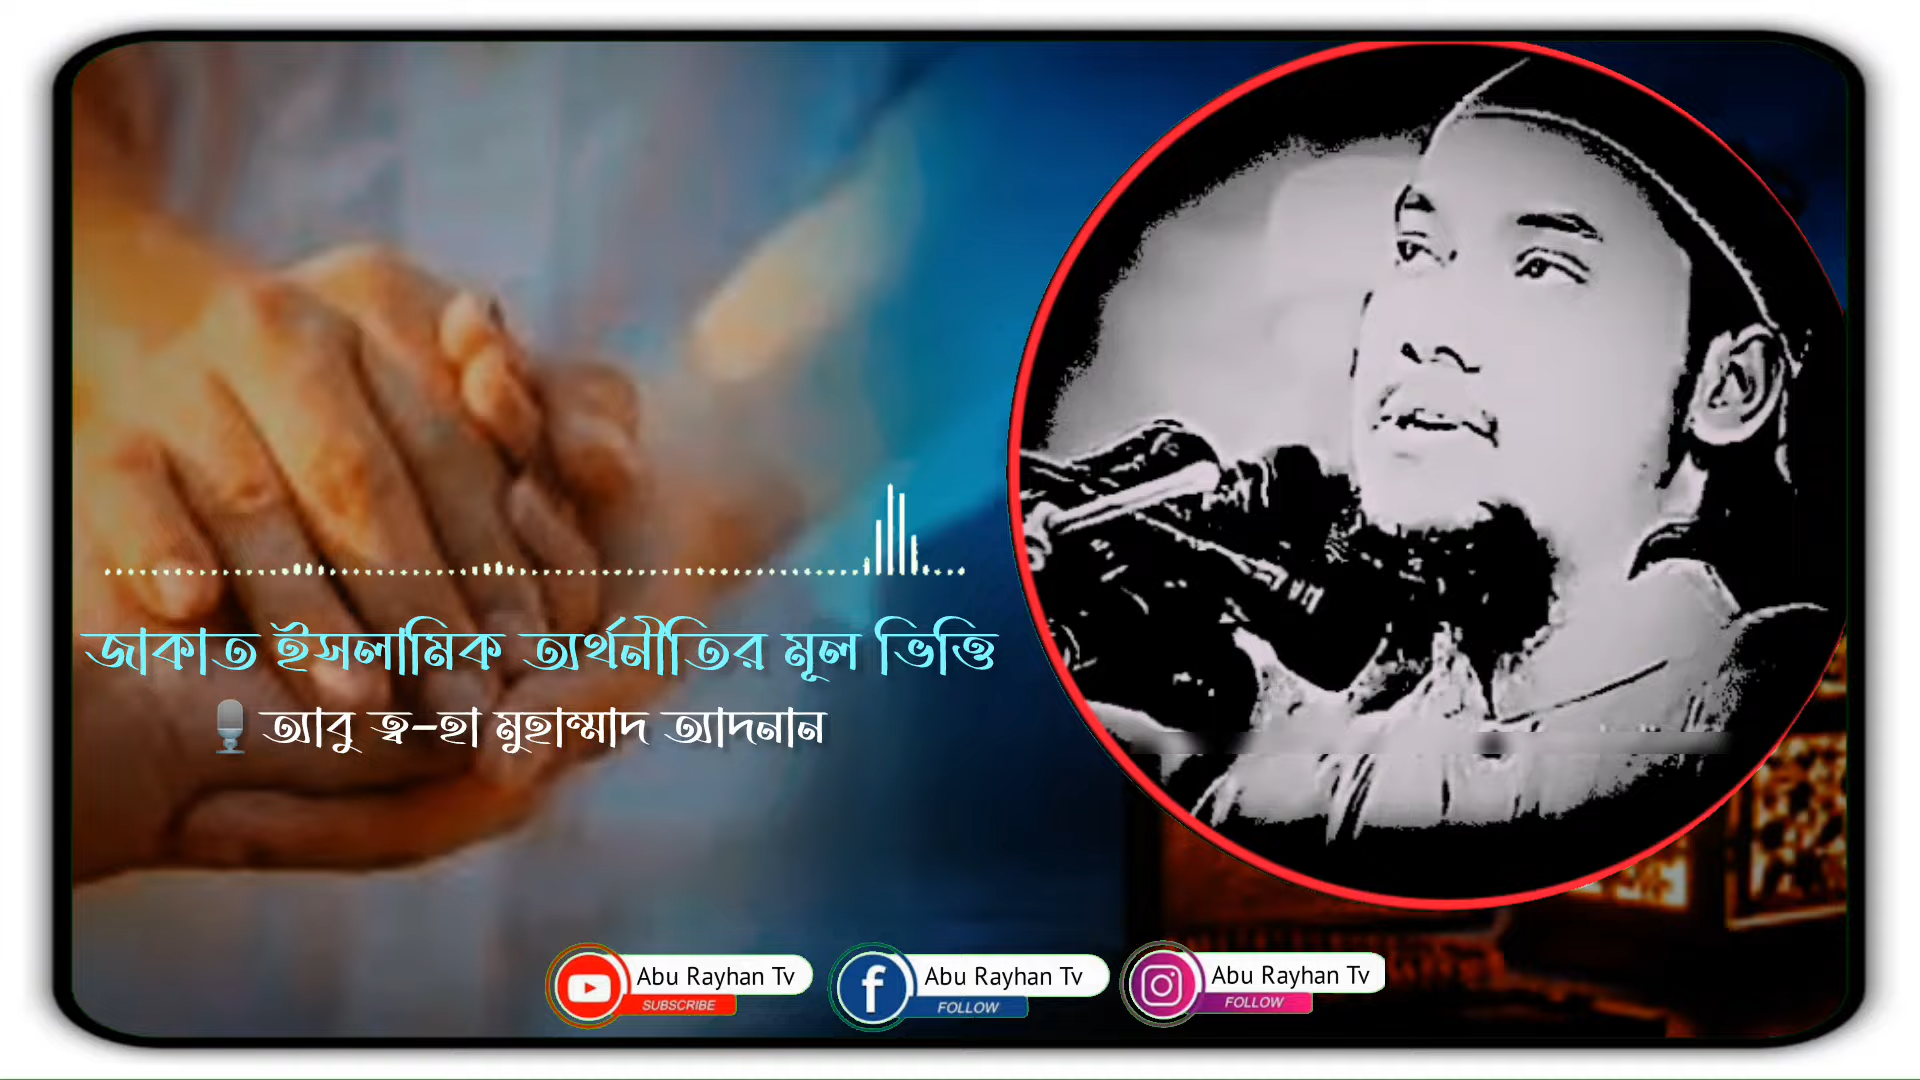 জাকাত ইসলামিক অর্থনীতির মূল ভিত্তি
আবু ত্ব-হা মুহাম্মাদ আদনান
Abu Rayhan Tv
SUBSCRIBE
Abu Rayhan Tv
FOLLOW
Abu Rayhan Tv
FOLLOW